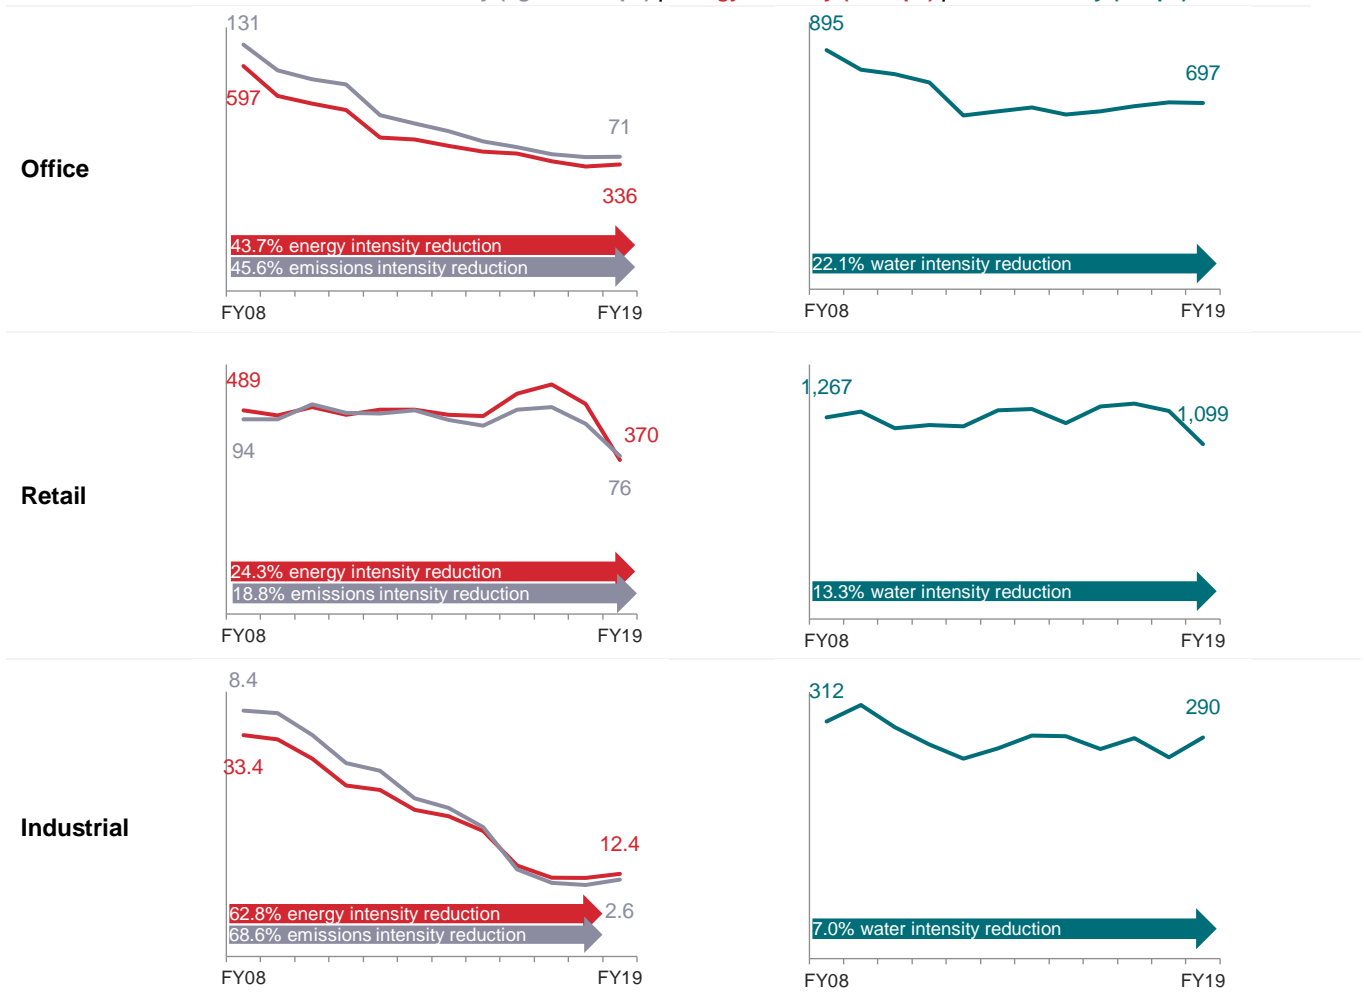 131
895
597
697
71
Office
336
43.7% energy intensity reduction
45.6% emissions intensity reduction
22.1% water intensity reduction
FY08 FY19
FY08 FY19
489
1,267
370
1,099
94
76
Retail
24.3% energy intensity reduction
18.8% emissions intensity reduction
13.3% water intensity reduction
FY08 FY19
FY08 FY19
8.4
312
290
33.4
Industrial
12.4
62.8% energy intensity reduction
2.6
68.6% emissions intensity reduction
7.0% water intensity reduction
FY08 FY19
FY08 FY19